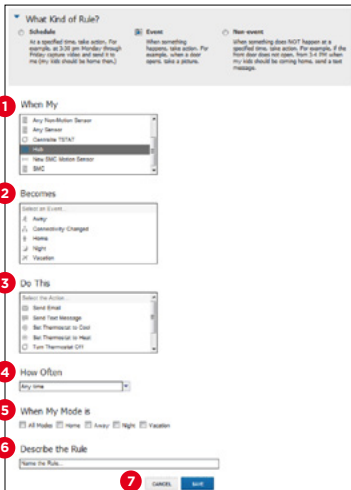 What Kind of Rule?
Schedule
At a specified time, take action. For
example, at 3:30 pm Monday through
Friday capture video and send it to
me (my kids should be home then.)
Event
When something
happens, take action. For
example, when a door
opens, take a picture.
Non-event
When something does NOT happen at a
specified time, take action. For example, if the
front door does not open, from 3-4 PM when
my kids should be coming home, send a text
message.
1 When My
Any Non-Motion Sensor
Any Sensor
Centralite
Hub
New SMC Motion Sensor
SMC
2 Becomes
Select an Event...
Away
Connectivity Changed
Home
Night
Vacation
3 Do This
Select the Action...
Send Email
Send Text Message
Set Thermostat to Cool
Set Thermostat to Heat
Turn Thermostat Off
4 How Often
Any time
5 When My Mode is
All Modes Home Away Night Vacation
6 Describe the Rule
Name the Rule...
7 CANCEL SAVE